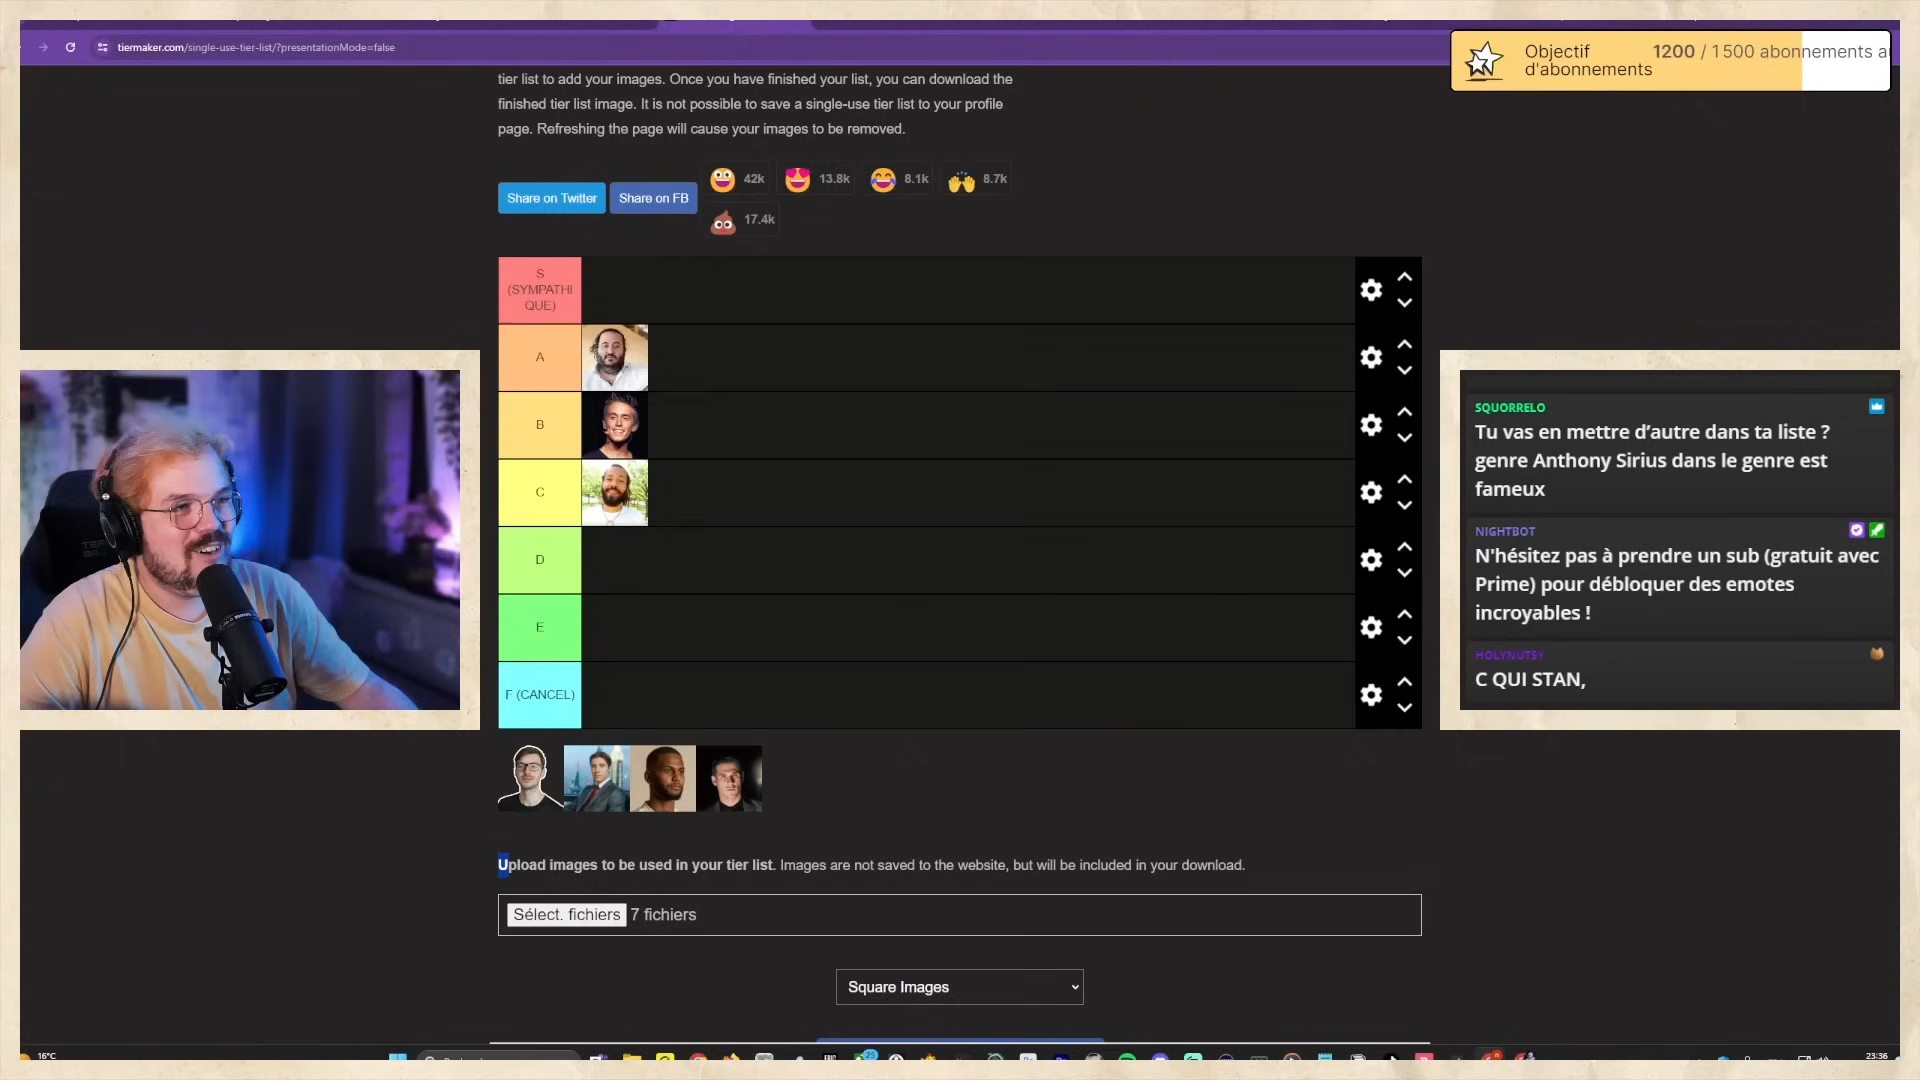 tiermaker.com/single-use-tier-list/?presentationMode=false
Objectif
d'abonnements
1200 / 1500 abonnements a
tier list to add your images. Once you have finished your list, you can download the
finished tier list image. It is not possible to save a single-use tier list to your profile
page. Refreshing the page will cause your images to be removed.
Share on Twitter
Share on FB
42k
13.8k
8.1k
8.7k
17.4k
S
(SYMPATHI
QUE)
A
B
C
D
E
F (CANCEL)
SQUORRELO
Tu vas en mettre d’autre dans ta liste ?
genre Anthony Sirius dans le genre est
fameux
NIGHTBOT
N'hésitez pas à prendre un sub (gratuit avec
Prime) pour débloquer des emotes
incroyables !
HOLYNUTSY
C QUI STAN,
Upload images to be used in your tier list. Images are not saved to the website, but will be included in your download.
Sélect. fichiers 7 fichiers
Square Images
16°C
25
23:36